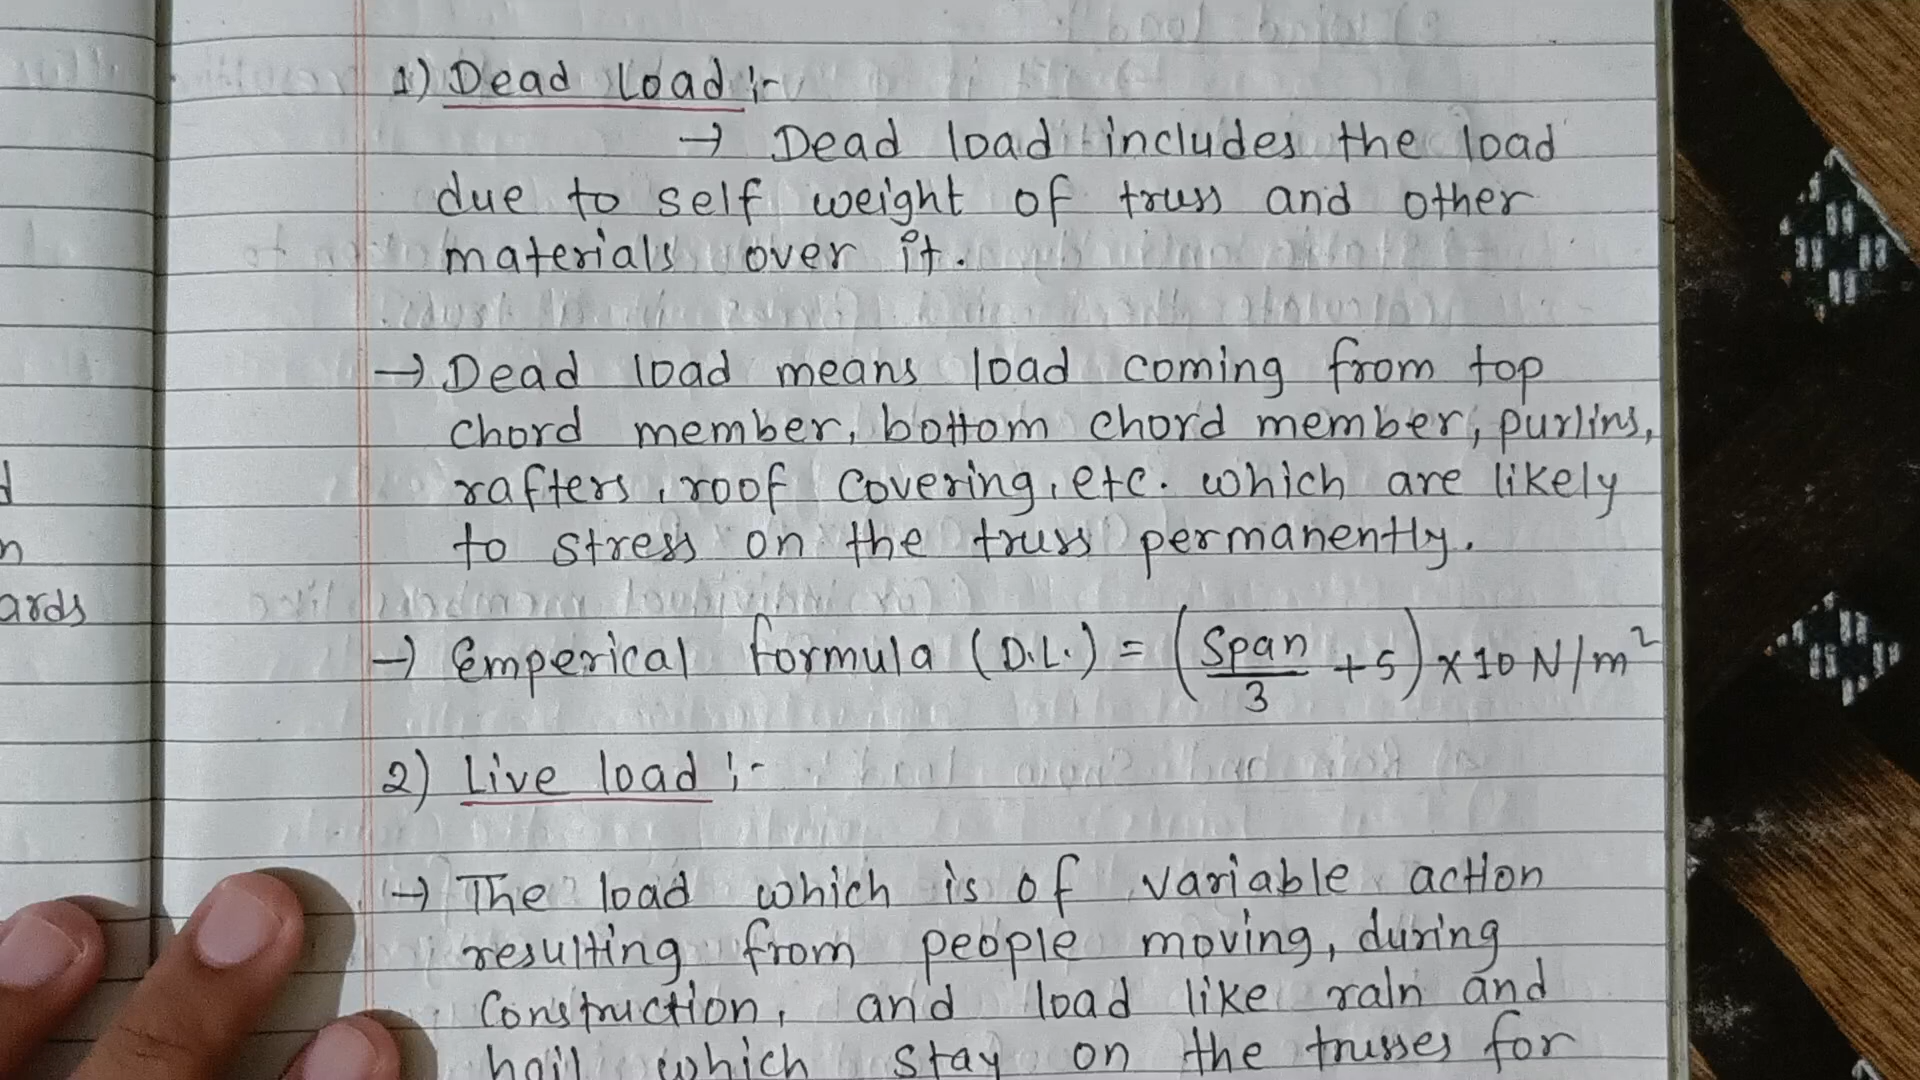 1) Dead load :-
→ Dead load includes the load
due to self weight of truss and other
materials over it.
→ Dead load means load coming from top
chord member, bottom chord member, purlins,
rafters, roof covering, etc. which are likely
to stress on the truss permanently.
→ Emperical formula (D.L.) = (Span/3 + 5) × 10 N/m²
2) Live load :-
→ The load which is of variable action
resulting from people moving, during
construction, and load like rain and
hail which stay on the trusses for
ards